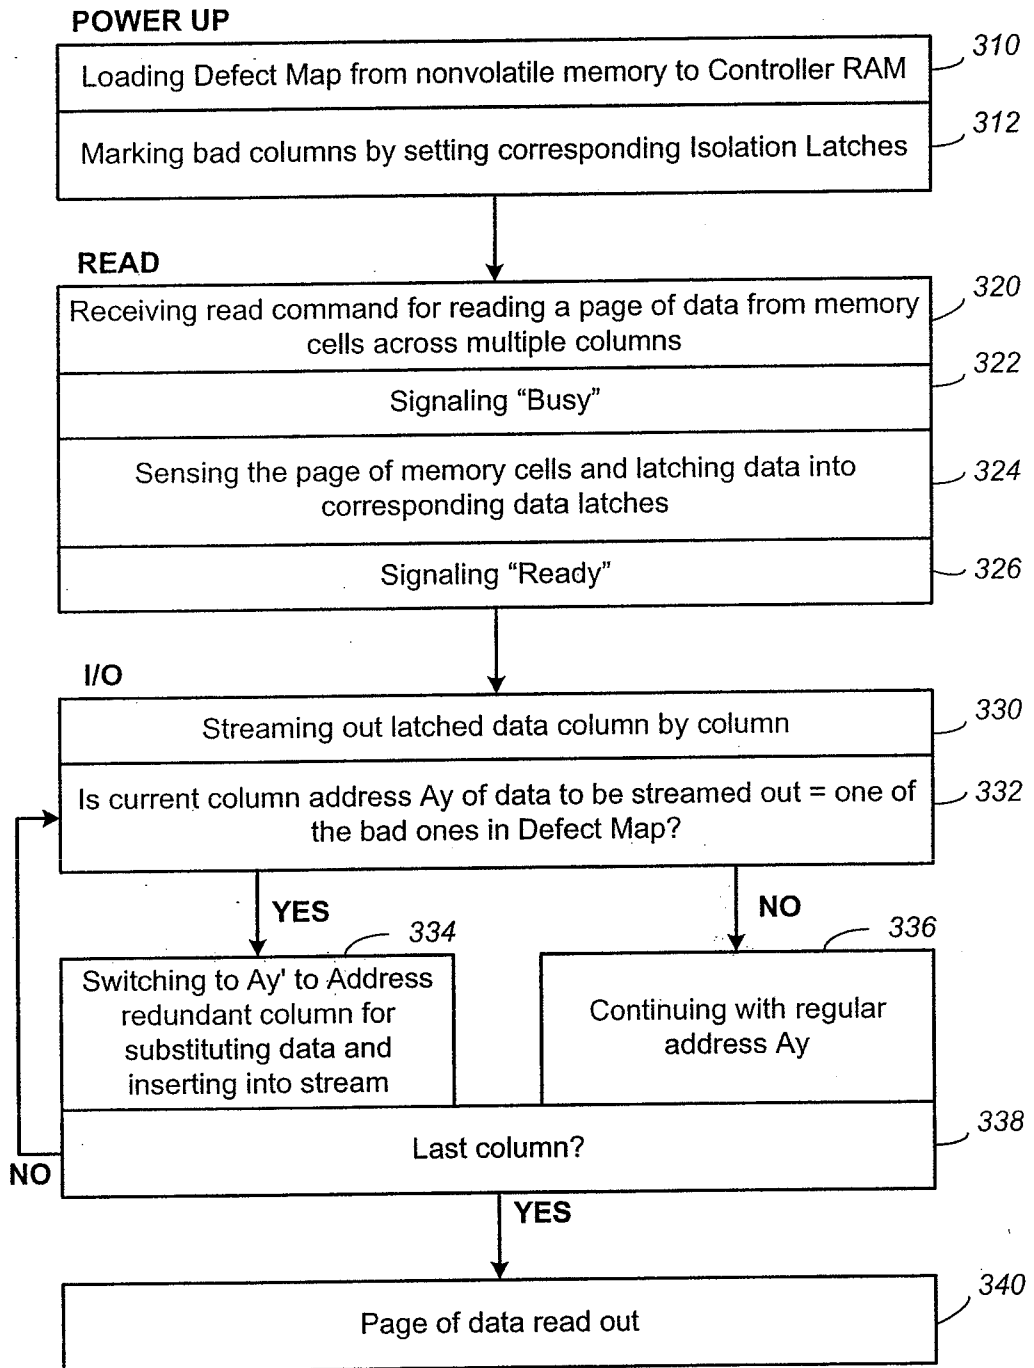 POWER UP
310
Loading Defect Map from nonvolatile memory to Controller RAM
312
Marking bad columns by setting corresponding Isolation Latches
READ
320
Receiving read command for reading a page of data from memory
cells across multiple columns
322
Signaling “Busy”
Sensing the page of memory cells and latching data into
corresponding data latches
324
Signaling “Ready”
326
I/O
Streaming out latched data column by column
330
Is current column address Ay of data to be streamed out = one of
the bad ones in Defect Map?
332
YES
NO
334
336
Switching to Ay' to Address
redundant column for
substituting data and
inserting into stream
Continuing with regular
address Ay
Last column?
338
NO
YES
340
Page of data read out